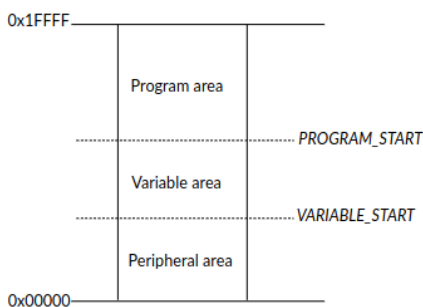 0x1FFFF
Program area
PROGRAM_START
Variable area
VARIABLE_START
Peripheral area
0x00000